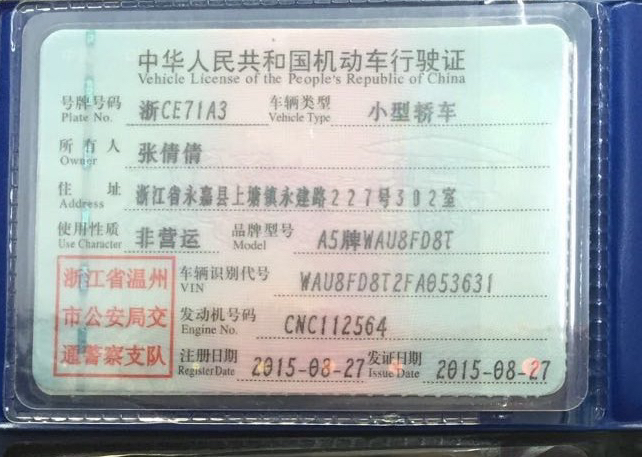 中华人民共和国机动车行驶证
Vehicle License of the People's Republic of China
号牌号码 浙CE71A3 车辆类型 小型轿车
Plate No. Vehicle Type
所有人 张倩倩
Owner
住址 浙江省永嘉县上塘镇永建路227号302室
Address
使用性质 非营运 品牌型号 A5牌WAU8FD8T
Use Character Model
浙江省温州 车辆识别代号 WAU8FD8T2FA053631
VIN
市公安局交 发动机号码 CNC112564
Engine No.
通警察支队 注册日期 2015-08-27 发证日期 2015-08-27
Register Date Issue Date